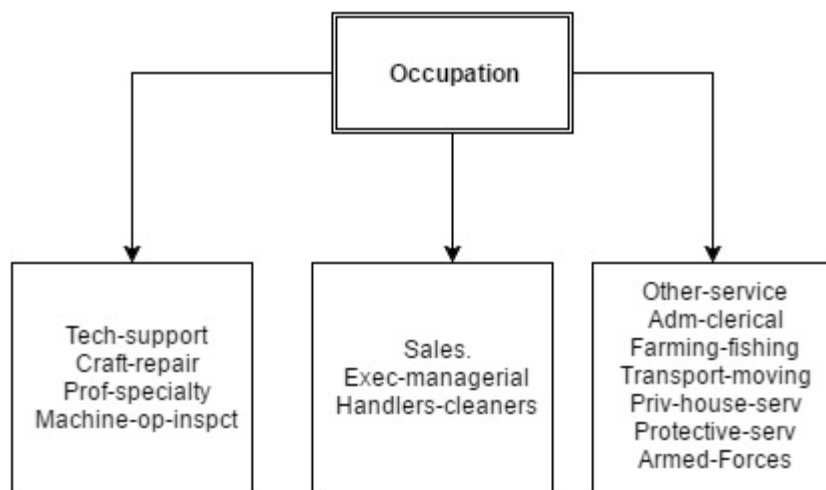 Occupation
Tech-support
Craft-repair
Prof-specialty
Machine-op-inspct
Sales.
Exec-managerial
Handlers-cleaners
Other-service
Adm-clerical
Farming-fishing
Transport-moving
Priv-house-serv
Protective-serv
Armed-Forces